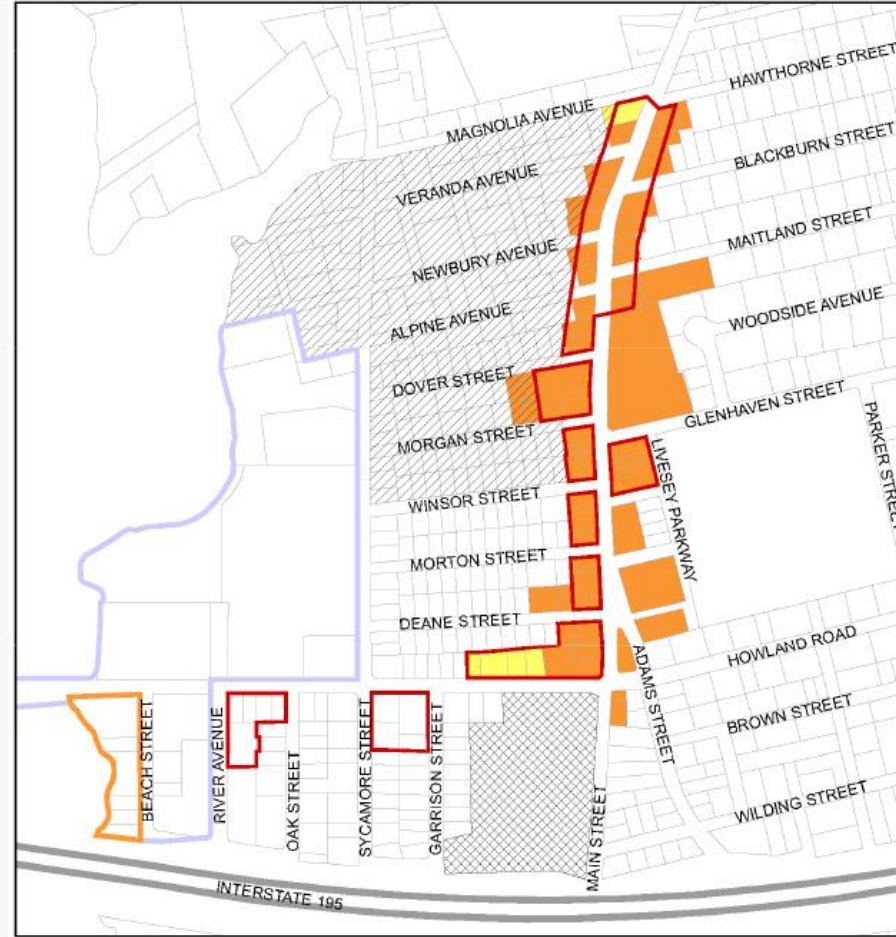 HAWTHORNE STREET
MAGNOLIA AVENUE
BLACKBURN STREET
VERANDA AVENUE
MAITLAND STREET
NEWBURY AVENUE
WOODSIDE AVENUE
ALPINE AVENUE
DOVER STREET
GLENHAVEN STREET
PARKER STREET
MORGAN STREET
LIVESEY PARKWAY
WINSOR STREET
MORTON STREET
DEANE STREET
HOWLAND ROAD
ADAMS STREET
BROWN STREET
BEACH STREET
RIVER AVENUE
OAK STREET
SYCAMORE STREET
GARRISON STREET
MAIN STREET
WILDING STREET
INTERSTATE 195